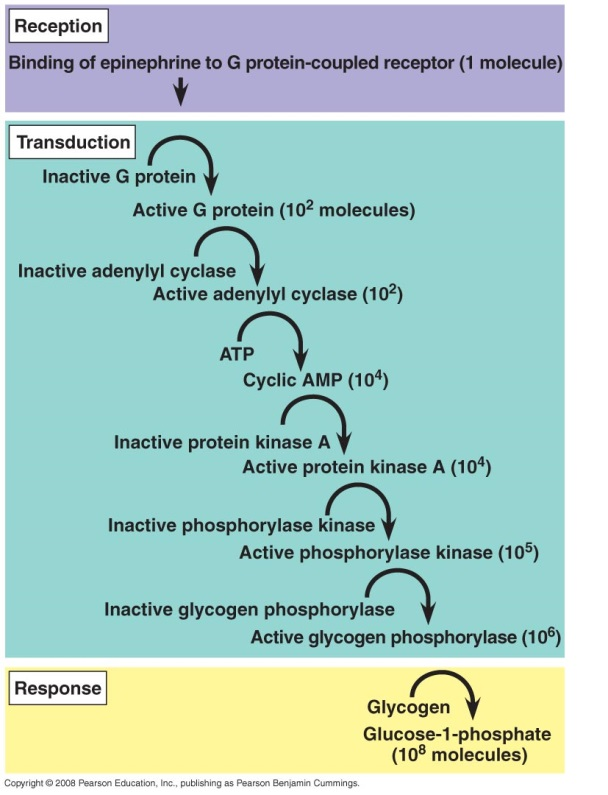 Reception
Binding of epinephrine to G protein-coupled receptor (1 molecule)
Transduction
Inactive G protein
Active G protein (10² molecules)
Inactive adenylyl cyclase
Active adenylyl cyclase (10²)
ATP
Cyclic AMP (10⁴)
Inactive protein kinase A
Active protein kinase A (10⁴)
Inactive phosphorylase kinase
Active phosphorylase kinase (10⁵)
Inactive glycogen phosphorylase
Active glycogen phosphorylase (10⁶)
Response
Glycogen
Glucose-1-phosphate
(10⁸ molecules)
Copyright © 2008 Pearson Education, Inc., publishing as Pearson Benjamin Cummings.